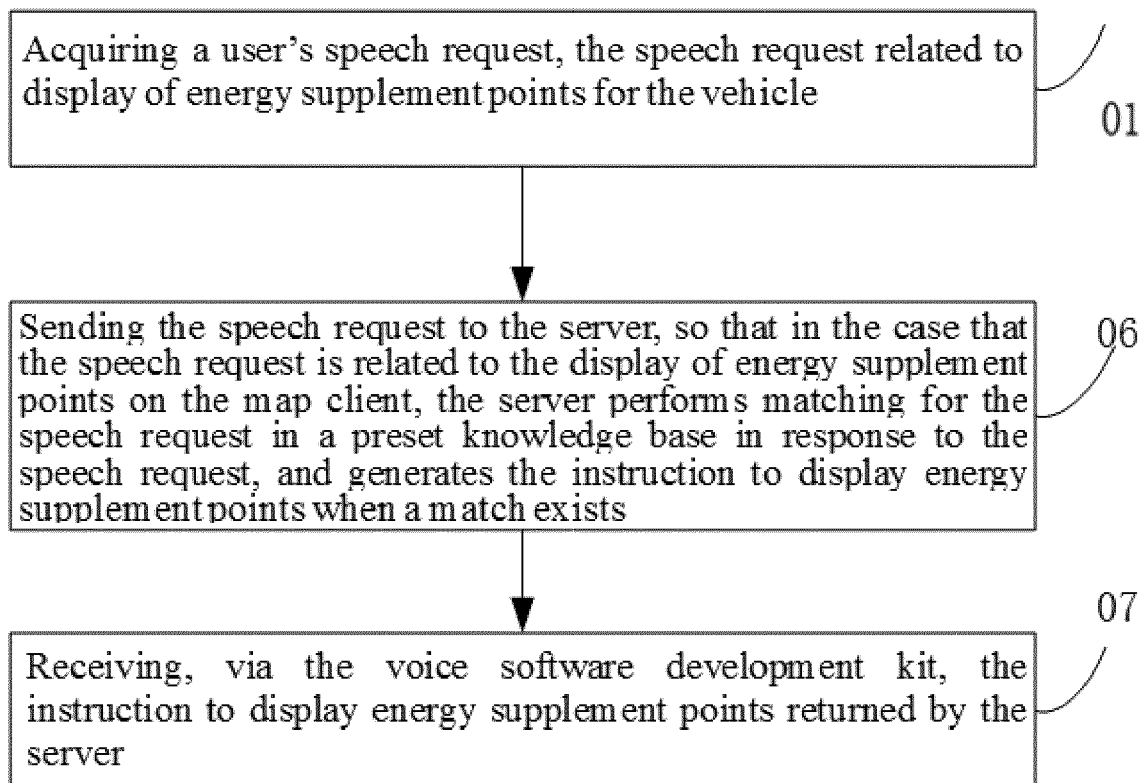 Acquiring a user's speech request, the speech request related to
display of energy supplement points for the vehicle
01
Sending the speech request to the server, so that in the case that
the speech request is related to the display of energy supplement
points on the map client, the server performs matching for the
speech request in a preset knowledge base in response to the
speech request, and generates the instruction to display energy
supplement points when a match exists
06
Receiving, via the voice software development kit, the
instruction to display energy supplement points returned by the
server
07